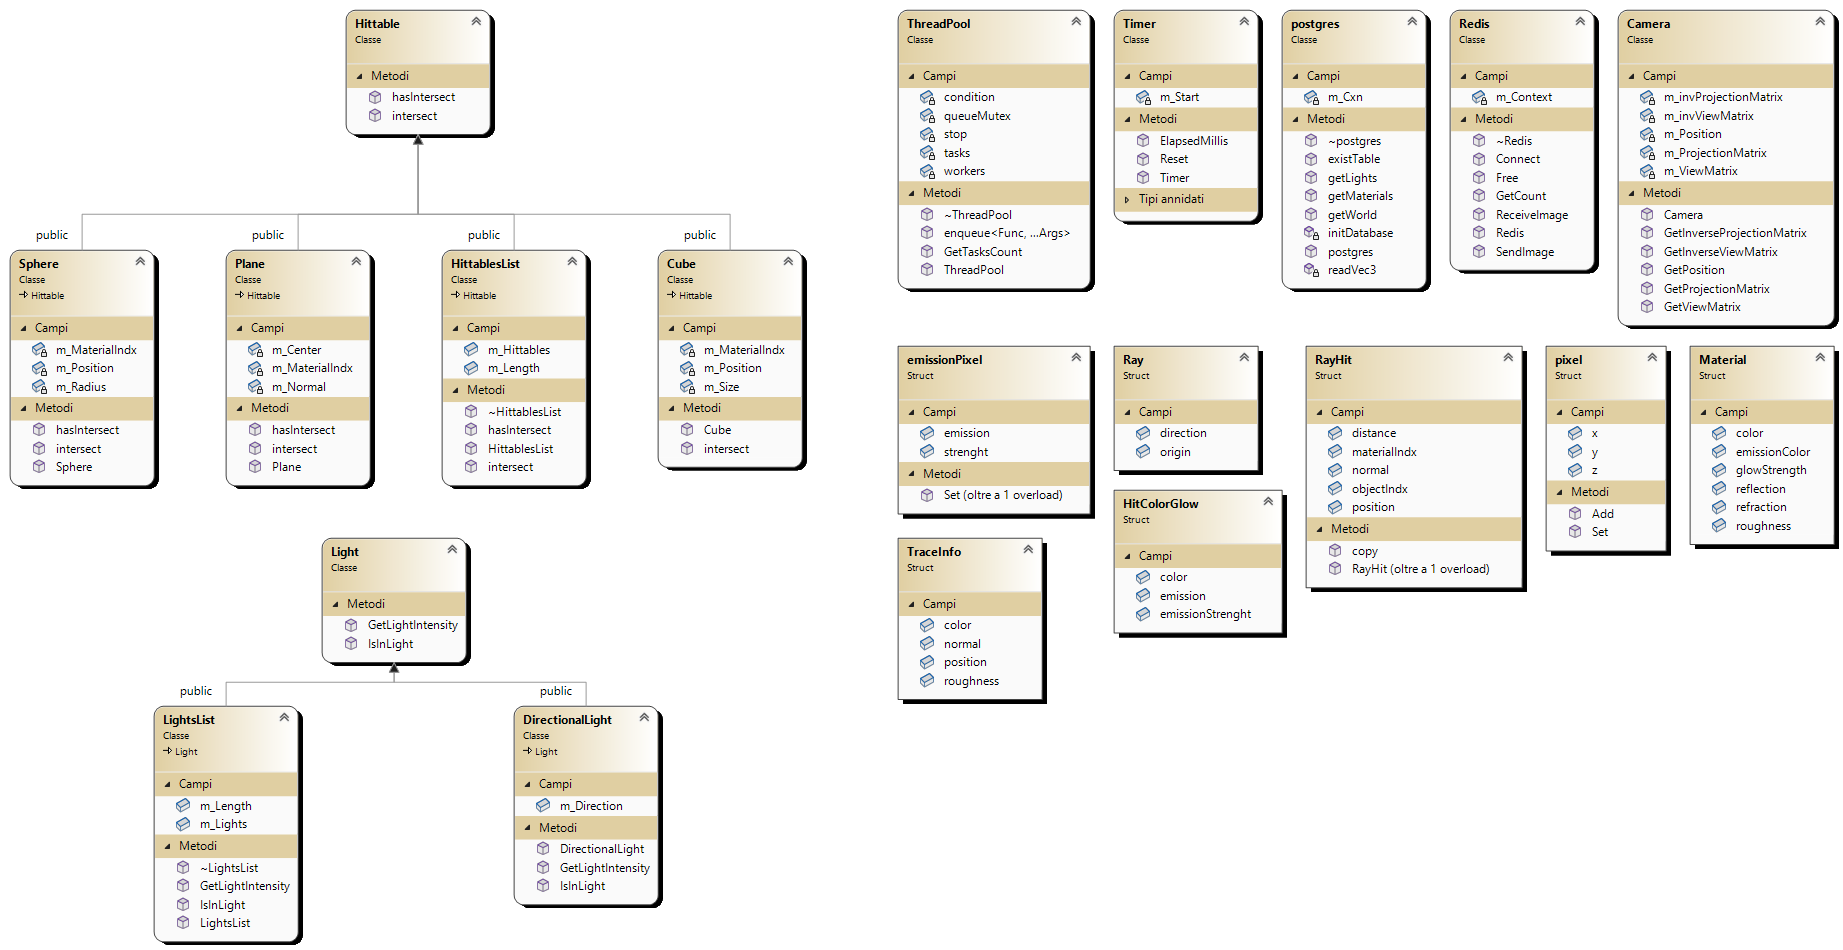 Hittable
Classe
Metodi
hasIntersect
intersect
public
public
public
public
Sphere
Classe
Hittable
Campi
m_MaterialIndx
m_Position
m_Radius
Metodi
hasIntersect
intersect
Sphere
Plane
Classe
Hittable
Campi
m_Center
m_MaterialIndx
m_Normal
Metodi
hasIntersect
intersect
Plane
HittablesList
Classe
Hittable
Campi
m_Hittables
m_Length
Metodi
~HittablesList
hasIntersect
HittablesList
intersect
Cube
Classe
Hittable
Campi
m_MaterialIndx
m_Position
m_Size
Metodi
Cube
intersect
Light
Classe
Metodi
GetLightIntensity
IsInLight
public
public
LightsList
Classe
Light
Campi
m_Length
m_Lights
Metodi
~LightsList
GetLightIntensity
IsInLight
LightsList
DirectionalLight
Classe
Light
Campi
m_Direction
Metodi
DirectionalLight
GetLightIntensity
IsInLight
ThreadPool
Classe
Campi
condition
queueMutex
stop
tasks
workers
Metodi
~ThreadPool
enqueue<Func, ...Args>
GetTasksCount
ThreadPool
Timer
Classe
Campi
m_Start
Metodi
ElapsedMillis
Reset
Timer
Tipi annidati
postgres
Classe
Campi
m_Cxn
Metodi
~postgres
existTable
getLights
getMaterials
getWorld
initDatabase
postgres
readVec3
Redis
Classe
Campi
m_Context
Metodi
~Redis
Connect
Free
GetCount
ReceiveImage
Redis
SendImage
Camera
Classe
Campi
m_invProjectionMatrix
m_invViewMatrix
m_Position
m_ProjectionMatrix
m_ViewMatrix
Metodi
Camera
GetInverseProjectionMatrix
GetInverseViewMatrix
GetPosition
GetProjectionMatrix
GetViewMatrix
emissionPixel
Struct
Campi
emission
strenght
Metodi
Set (oltre a 1 overload)
Ray
Struct
Campi
direction
origin
RayHit
Struct
Campi
distance
materialIndx
normal
objectIndx
position
Metodi
copy
RayHit (oltre a 1 overload)
pixel
Struct
Campi
x
y
z
Metodi
Add
Set
Material
Struct
Campi
color
emissionColor
glowStrength
reflection
refraction
roughness
HitColorGlow
Struct
Campi
color
emission
emissionStrenght
TraceInfo
Struct
Campi
color
normal
position
roughness